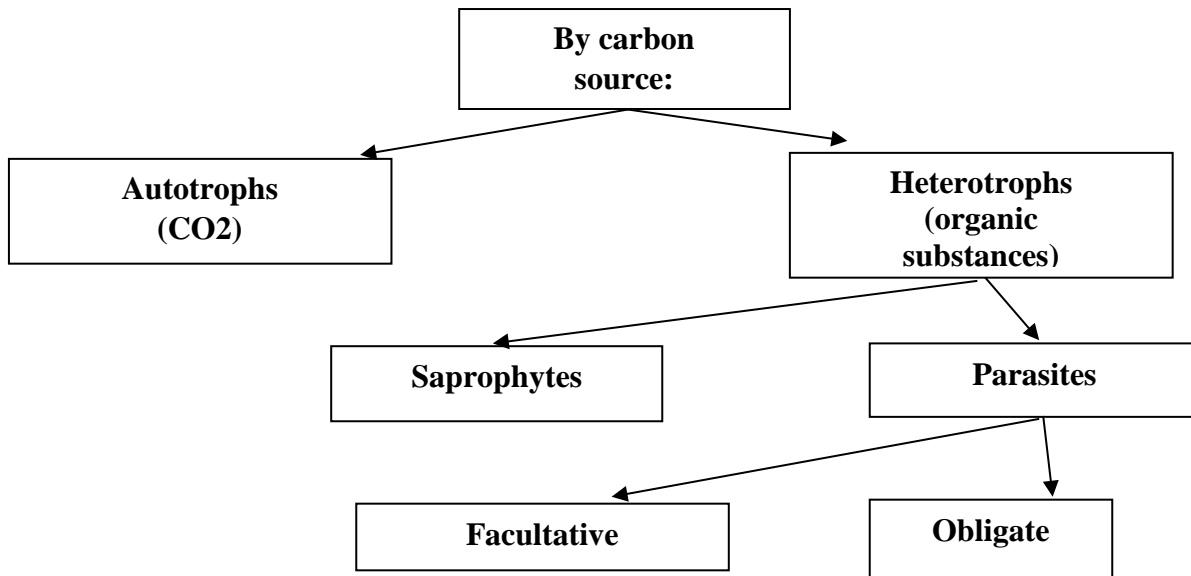 By carbon
source:
Autotrophs
(CO2)
Heterotrophs
(organic
substances)
Saprophytes
Parasites
Facultative
Obligate